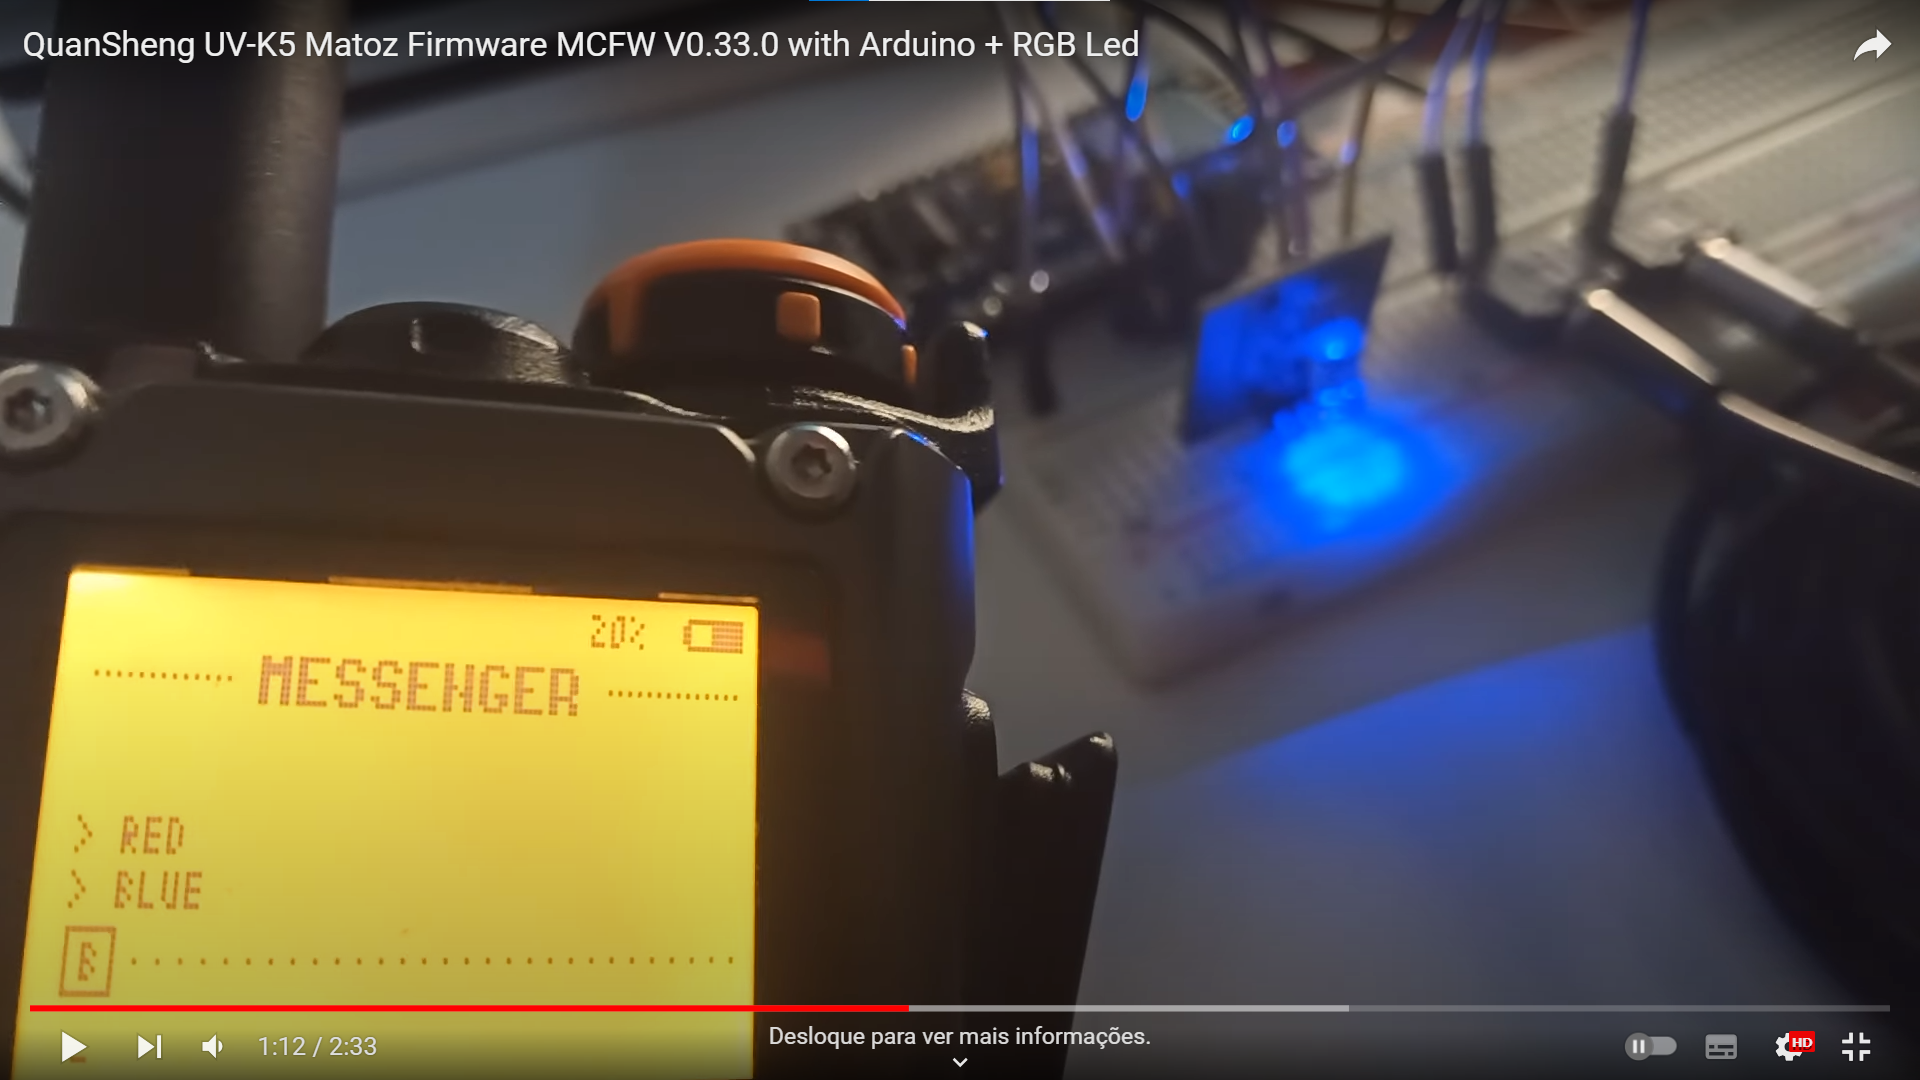 QuanSheng UV-K5 Matoz Firmware MCFW V0.33.0 with Arduino + RGB Led
20%
MESSENGER
> RED
> BLUE
B
1:12 / 2:33
Desloque para ver mais informações.
HD